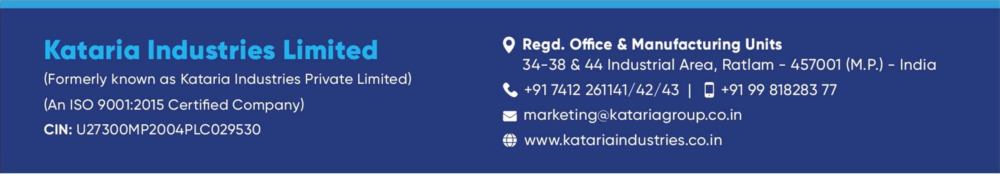 Kataria Industries Limited
(Formerly known as Kataria Industries Private Limited)
(An ISO 9001:2015 Certified Company)
CIN: U27300MP2004PLC029530
Regd. Office & Manufacturing Units
34-38 & 44 Industrial Area, Ratlam - 457001 (M.P.) - India
+91 7412 261141/42/43 | +91 99 818283 77
marketing@katariagroup.co.in
www.katariaindustries.co.in